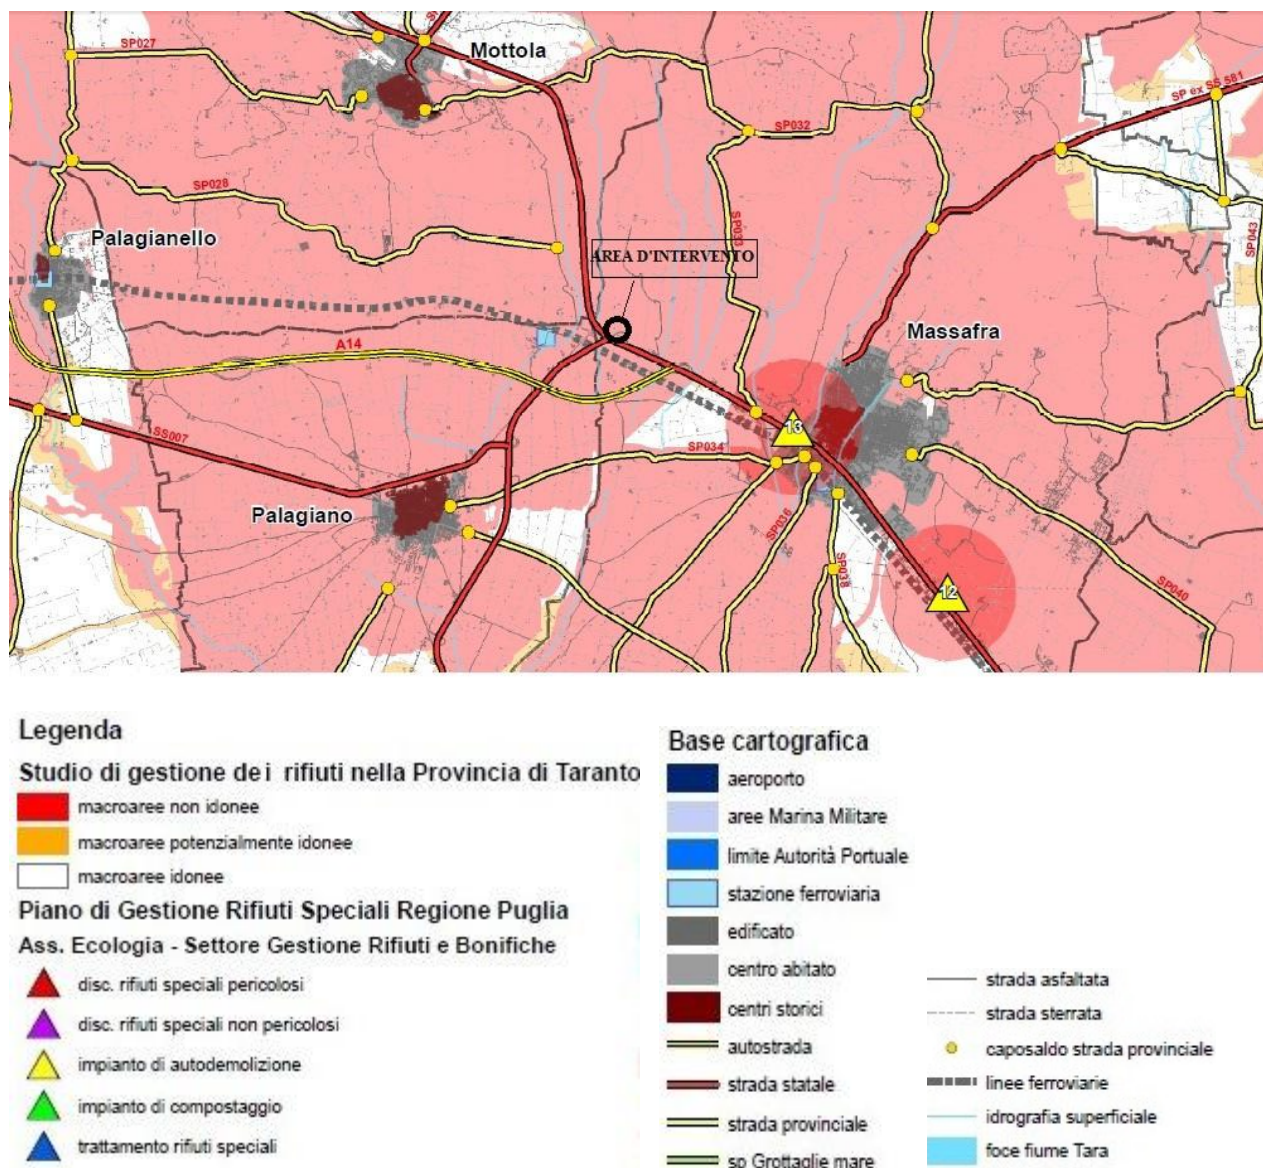 Mottola
SP027
SP ex SS 581
SP032
SP028
SP033
SP043
Palagianello
AREA D'INTERVENTO
Massafra
A14
13
SS007
SP034
Palagiano
SP036
SP038
12
SP040
Legenda
Studio di gestione dei rifiuti nella Provincia di Taranto
macroaree non idonee
macroaree potenzialmente idonee
macroaree idonee
Piano di Gestione Rifiuti Speciali Regione Puglia
Ass. Ecologia - Settore Gestione Rifiuti e Bonifiche
disc. rifiuti speciali pericolosi
disc. rifiuti speciali non pericolosi
impianto di autodemolizione
impianto di compostaggio
trattamento rifiuti speciali
Base cartografica
aeroporto
aree Marina Militare
limite Autorità Portuale
stazione ferroviaria
edificato
centro abitato
centri storici
autostrada
strada statale
strada provinciale
sp Grottaglie mare
strada asfaltata
strada sterrata
caposaldo strada provinciale
linee ferroviarie
idrografia superficiale
foce fiume Tara